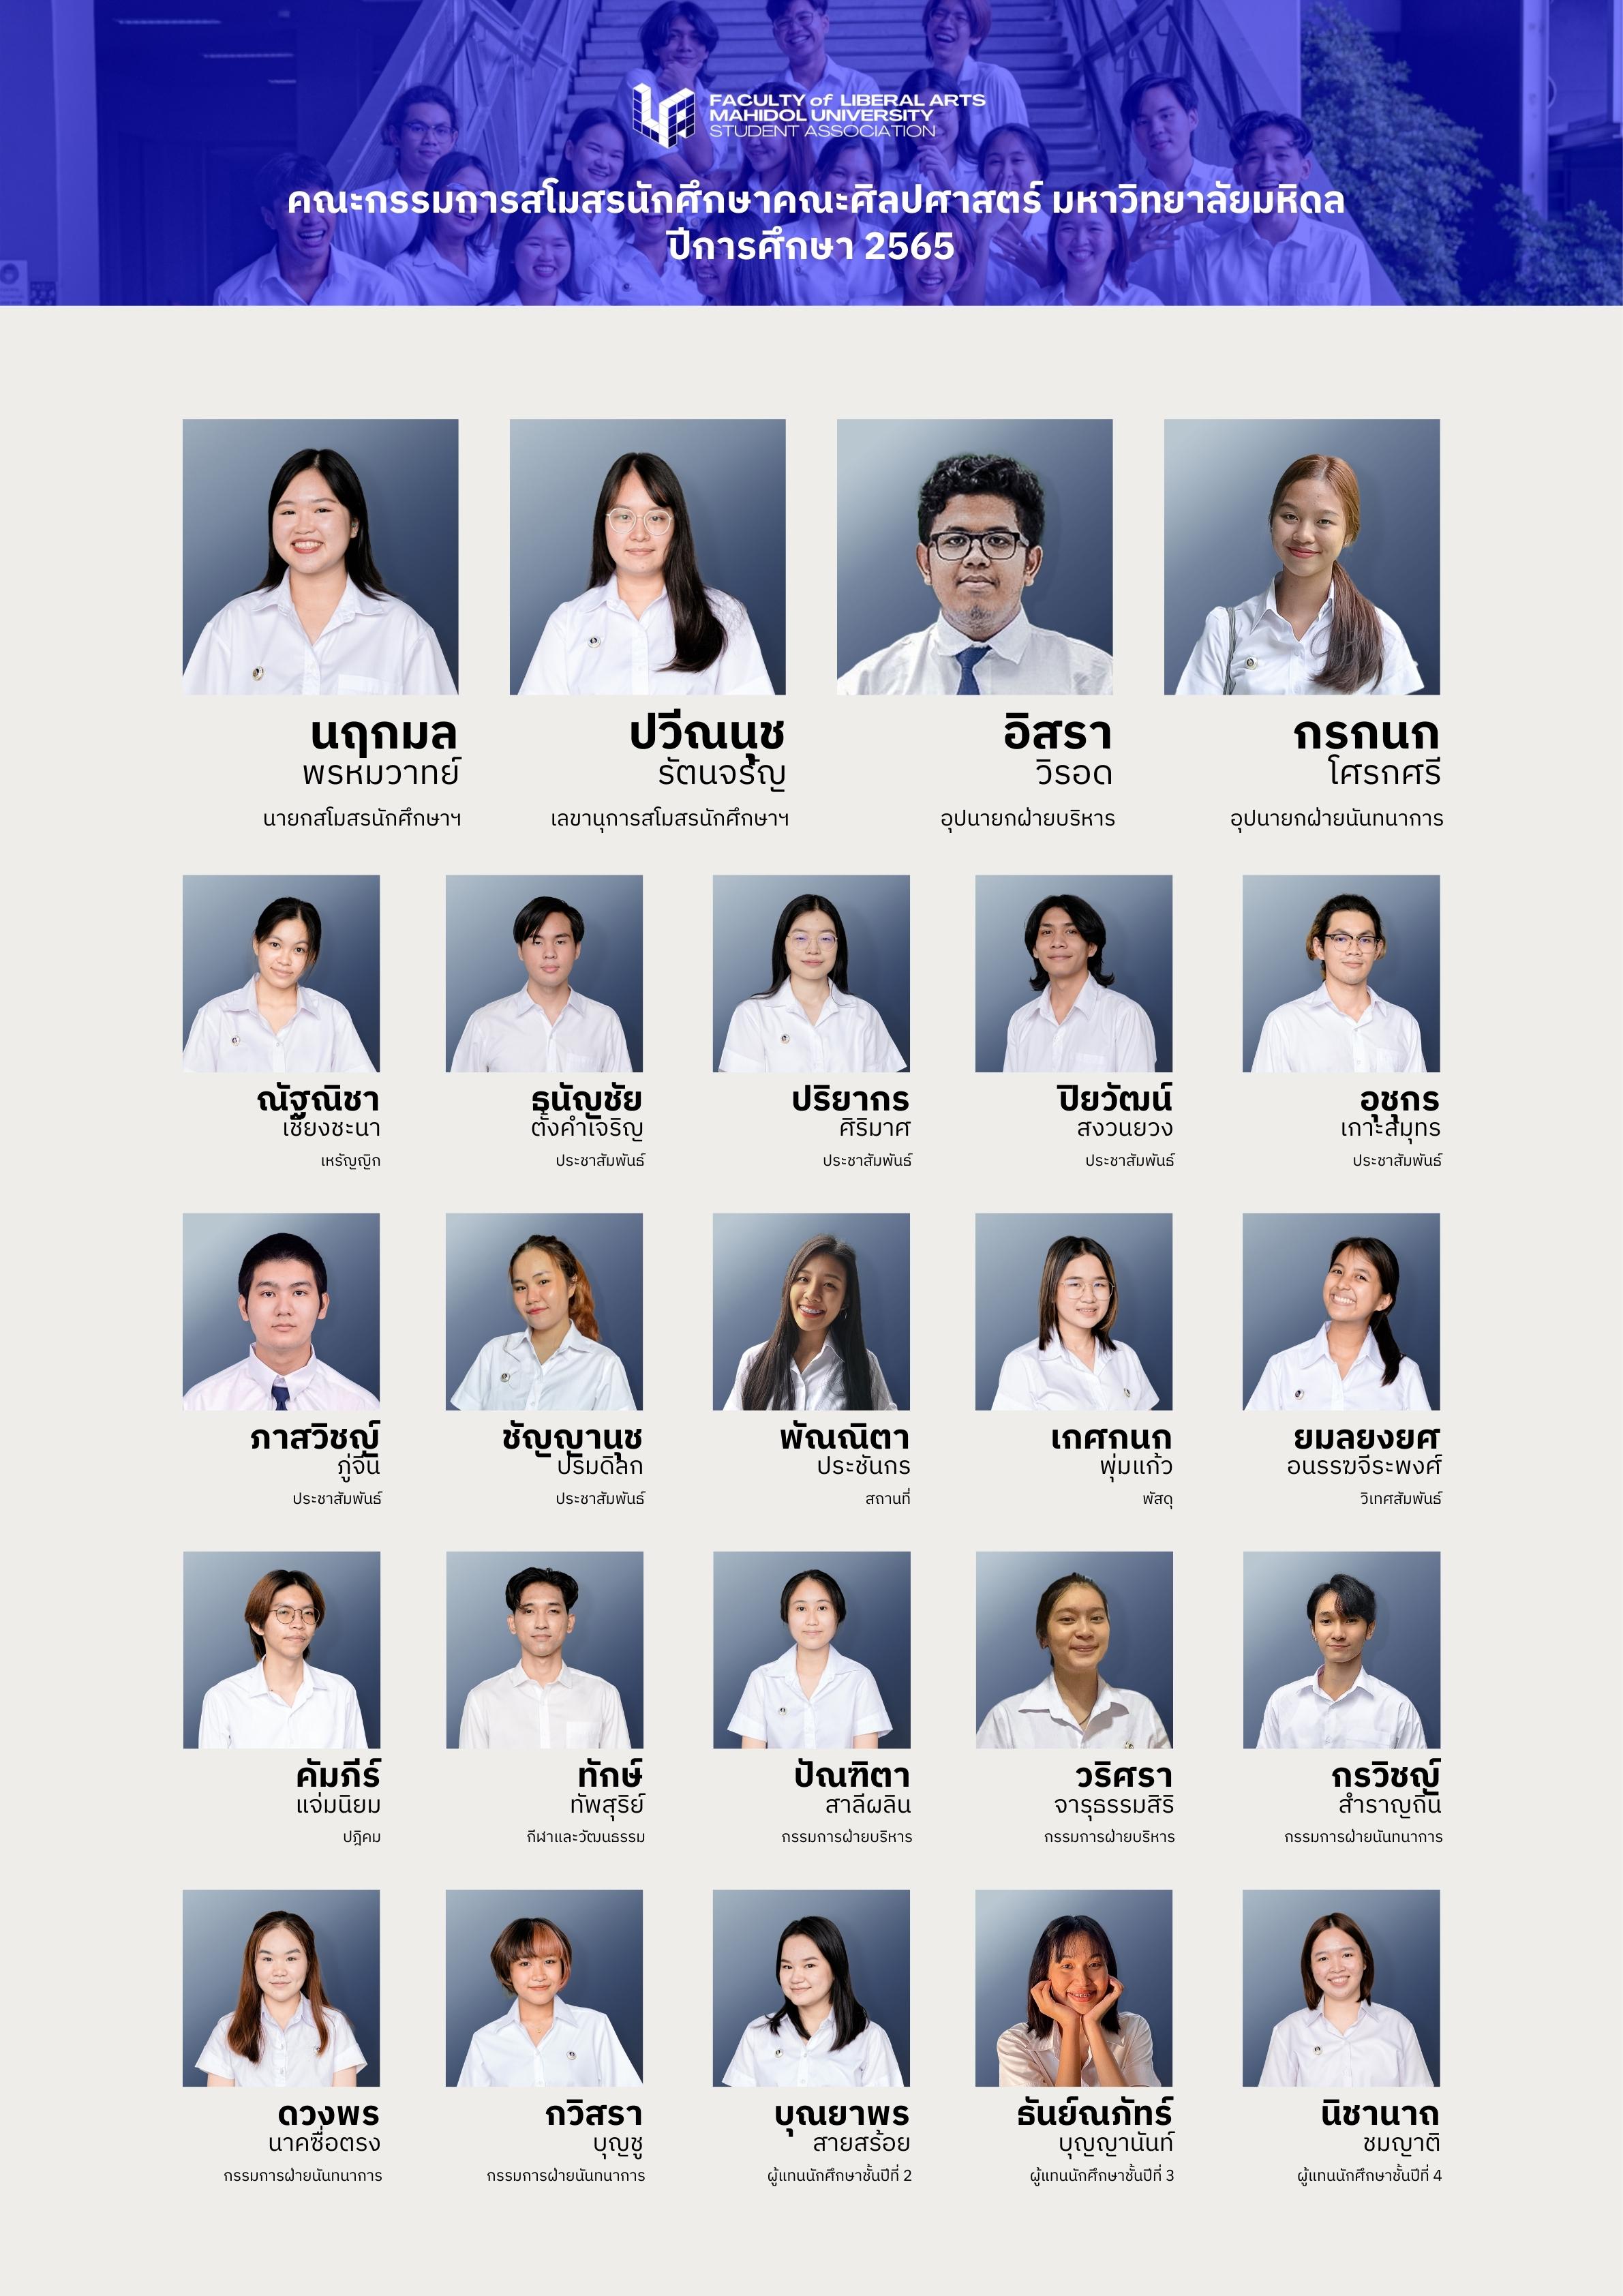 FACULTY of LIBERAL ARTS
MAHIDOL UNIVERSITY
STUDENT ASSOCIATION
คณะกรรมการสโมสรนักศึกษาคณะศิลปศาสตร์ มหาวิทยาลัยมหิดล
ปีการศึกษา 2565
นฤกมล
พรหมวาทย์
นายกสโมสรนักศึกษาฯ
ปวีณนุช
รัตนจรัญ
เลขานุการสโมสรนักศึกษาฯ
อิสรา
วิรอด
อุปนายกฝ่ายบริหาร
กรกนก
โศรกศรี
อุปนายกฝ่ายนันทนาการ
ณัฐณิชา
เชียงชะนา
เหรัญญิก
ธนัญชัย
ตั้งคำเจริญ
ประชาสัมพันธ์
ปริยากร
ศิริมาศ
ประชาสัมพันธ์
ปิยวัฒน์
สงวนยวง
ประชาสัมพันธ์
อุชุกร
เกาะสมุทร
ประชาสัมพันธ์
ภาสวิชญ์
ภู่จีน
ประชาสัมพันธ์
ชัญญานุช
ปริมดิลก
ประชาสัมพันธ์
พัณณิตา
ประชันกร
สถานที่
เกศกนก
พุ่มแก้ว
พัสดุ
ยมลยงยศ
อนรรฆจีระพงศ์
วิเทศสัมพันธ์
คัมภีร์
แจ่มนิยม
ปฏิคม
ทักษ์
ทัพสุริย์
กีฬาและวัฒนธรรม
ปัณฑิตา
สาลีผลิน
กรรมการฝ่ายบริหาร
วริศรา
จารุธรรมสิริ
กรรมการฝ่ายบริหาร
กรวิชญ์
สำราญถิ่น
กรรมการฝ่ายนันทนาการ
ดวงพร
นาคซื่อตรง
กรรมการฝ่ายนันทนาการ
กวิสรา
บุญชู
กรรมการฝ่ายนันทนาการ
บุณยาพร
สายสร้อย
ผู้แทนนักศึกษาชั้นปีที่ 2
ธันย์ณภัทร์
บุญญานันท์
ผู้แทนนักศึกษาชั้นปีที่ 3
นิชานาถ
ชมญาติ
ผู้แทนนักศึกษาชั้นปีที่ 4